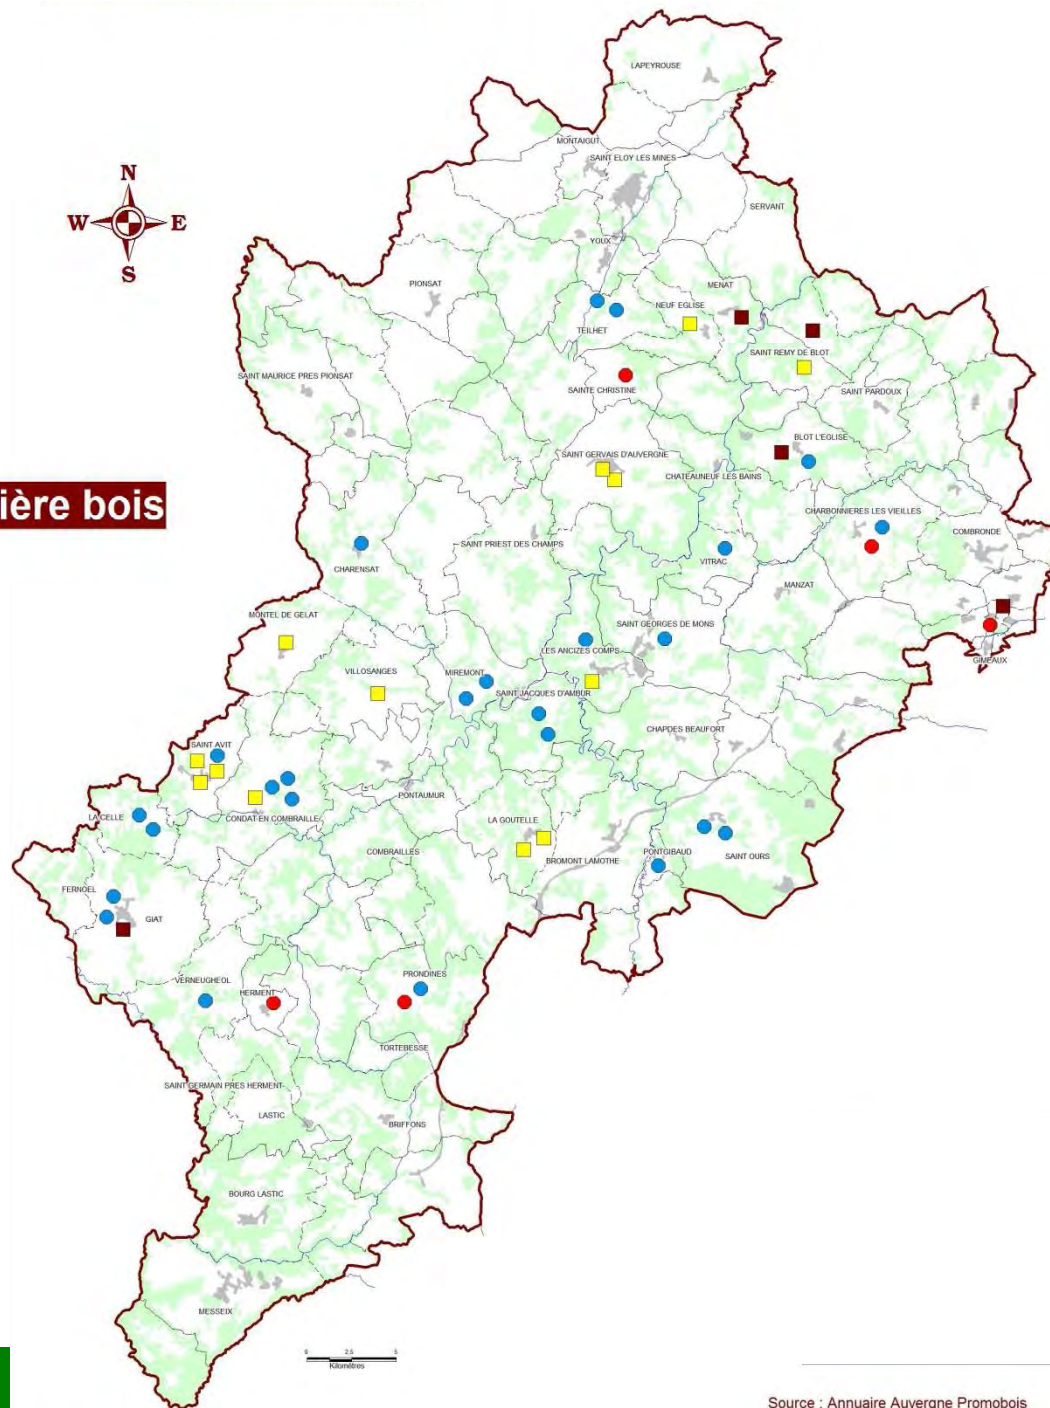 LAPEYROUSE
MONTAIGUT
SAINT ELOY LES MINES
N
W E
S
SERVANT
YOUX
PIONSAT
MENAT
NEUF EGLISE
TEILHET
SAINT REMY DE BLOT
SAINT MAURICE PRES PIONSAT
SAINTE CHRISTINE
SAINT PARDOUX
BLOT L'EGLISE
SAINT GERVAIS D'AUVERGNE
CHATEAUNEUF LES BAINS
ière bois
CHARBONNIERES LES VIEILLES
COMBRONDE
SAINT PRIEST DES CHAMPS
VITRAC
CHARENSAT
MANZAT
MONTEL DE GELAT
SAINT GEORGES DE MONS
LES ANCIZES COMPS
GIMEAUX
VILLOSANGES
MIREMONT
SAINT JACQUES D'AMBUR
CHAPDES BEAUFORT
SAINT AVIT
PONTAUMUR
LA CELLE
CONDAT EN COMBRAILLE
LA GOUTELLE
COMBRAILLES
BROMONT LAMOTHE
PONTGIBAUD
SAINT OURS
FERNOEL
GIAT
PRONDINES
VERNEUGHEOL
HERMENT
TORTEBESSE
SAINT GERMAIN PRES HERMENT
LASTIC
BRIFFONS
BOURG LASTIC
MESSEIX
0 2,5 5
Kilomètres
Source : Annuaire Auvergne Promobois